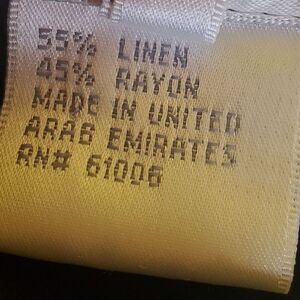 55% LINEN
45% RAYON
MADE IN UNITED
ARAB EMIRATES
RN# 61006